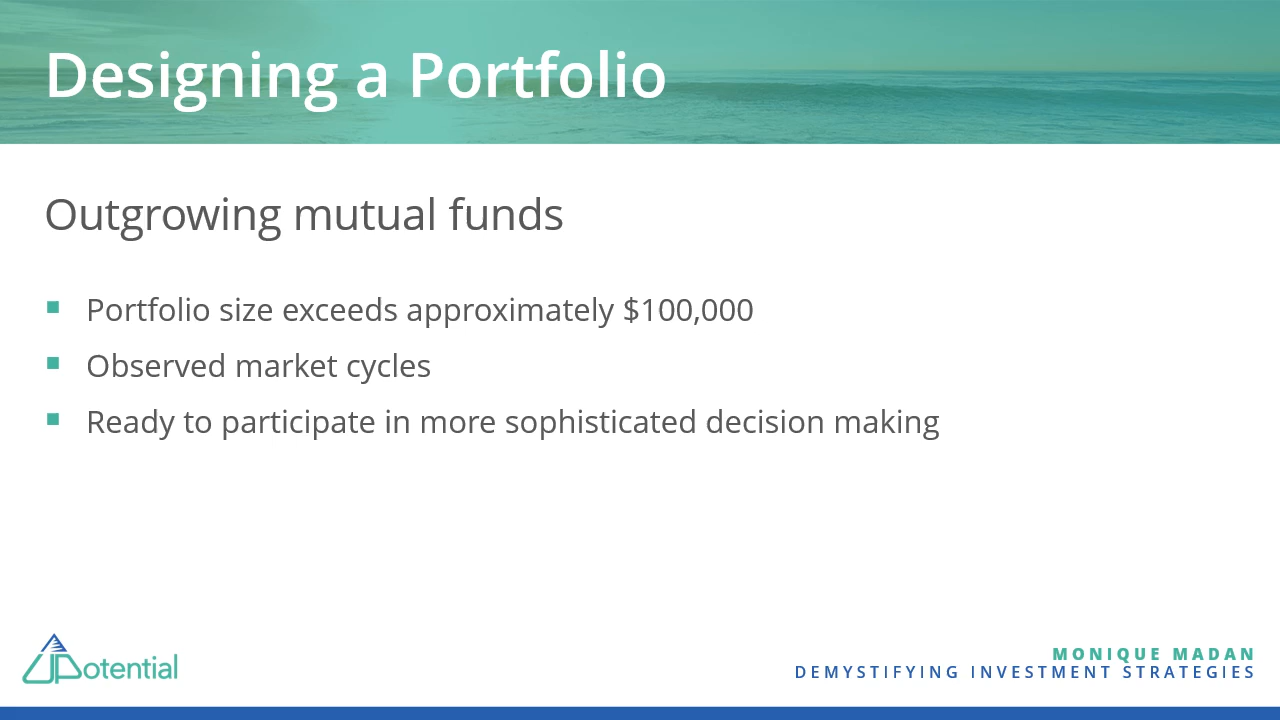 Designing a Portfolio
Outgrowing mutual funds
Portfolio size exceeds approximately $100,000
Observed market cycles
Ready to participate in more sophisticated decision making
UPotential
MONIQUE MADAN
DEMYSTIFYING INVESTMENT STRATEGIES